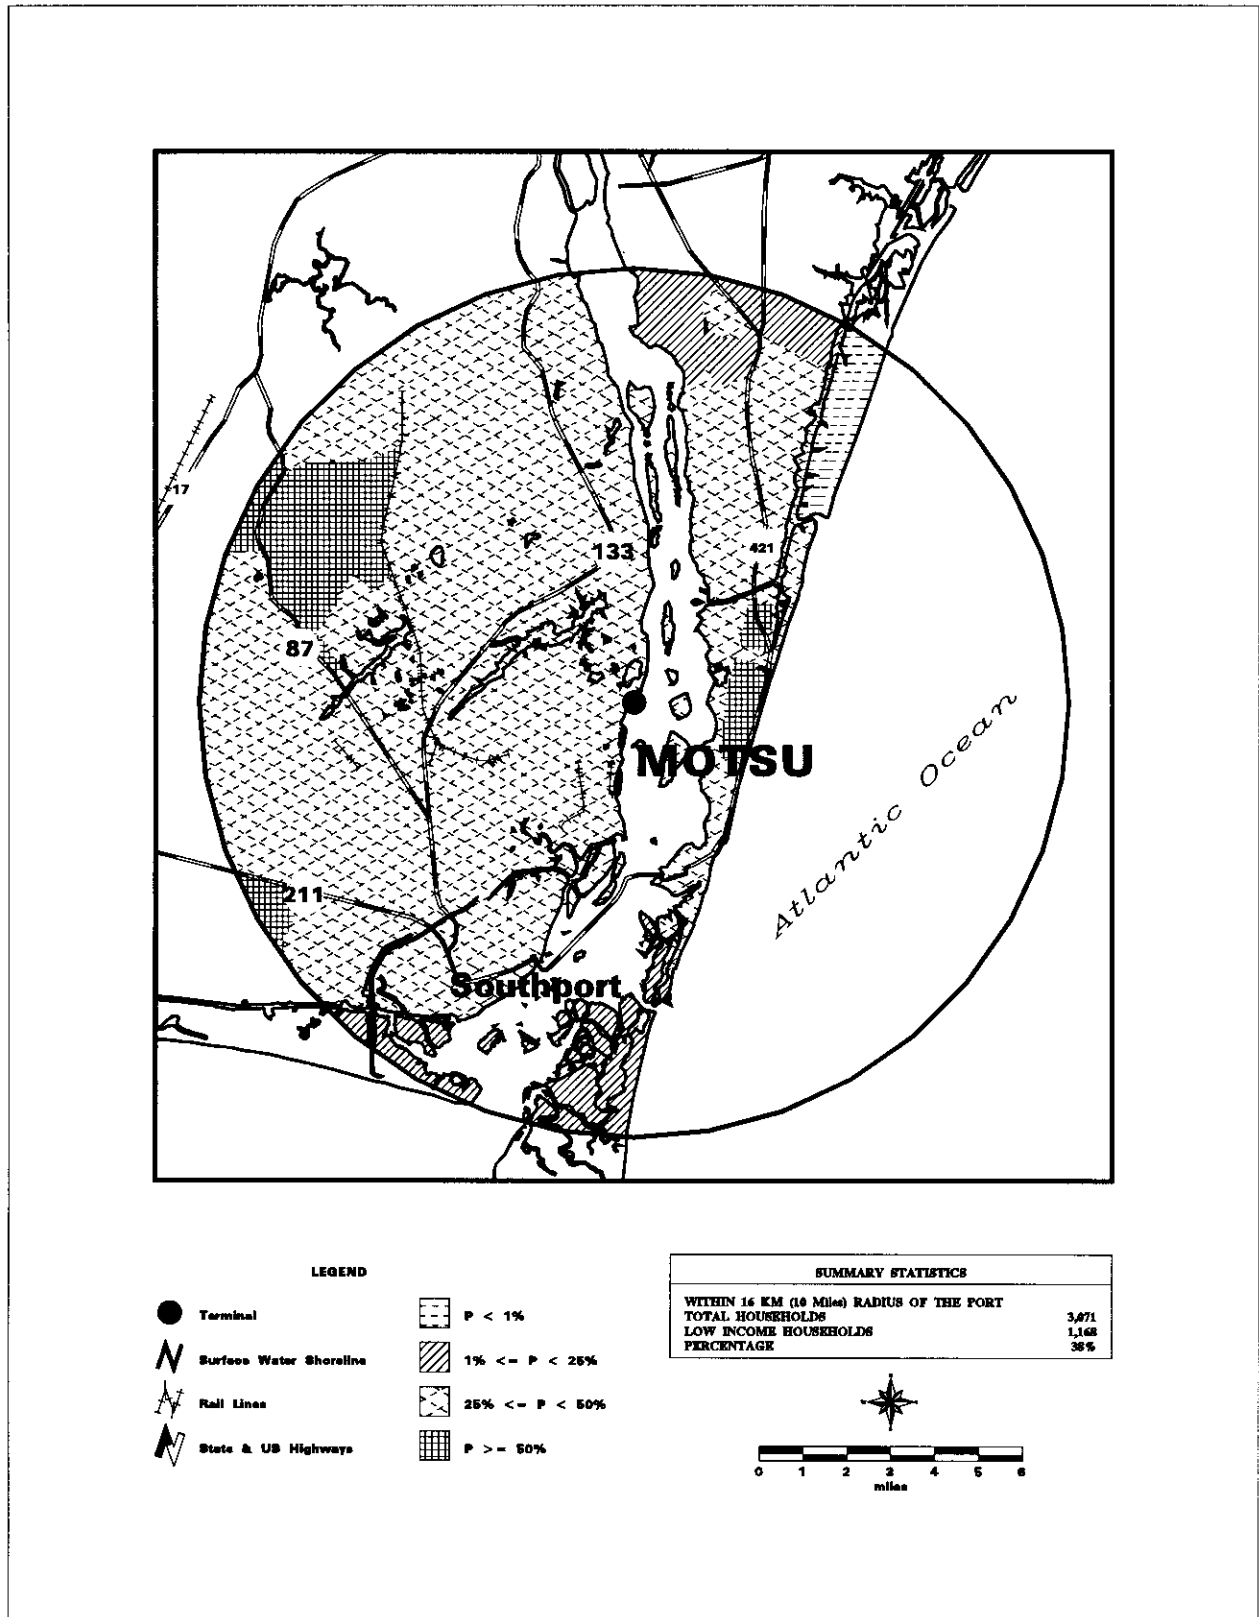 17
133
421
87
MOTSU
Atlantic Ocean
211
Southport
LEGEND
Terminal
Surface Water Shoreline
Rail Lines
State & US Highways
P < 1%
1% <= P < 25%
25% <= P < 50%
P >= 50%
SUMMARY STATISTICS
WITHIN 16 KM (10 Miles) RADIUS OF THE PORT
TOTAL HOUSEHOLDS 3,071
LOW INCOME HOUSEHOLDS 1,168
PERCENTAGE 38%
0 1 2 3 4 5 6
miles